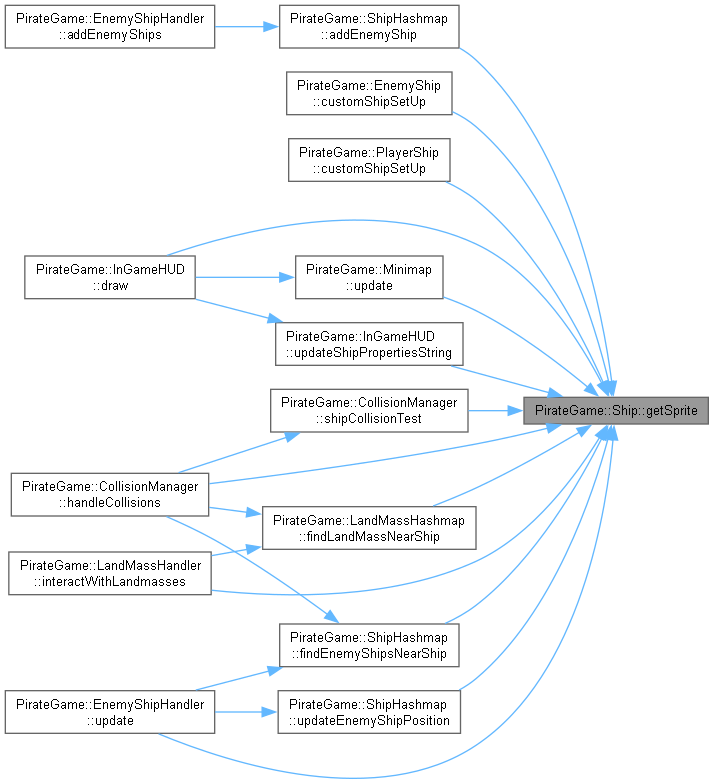 PirateGame::EnemyShipHandler
::addEnemyShips
PirateGame::ShipHashmap
::addEnemyShip
PirateGame::EnemyShip
::customShipSetUp
PirateGame::PlayerShip
::customShipSetUp
PirateGame::InGameHUD
::draw
PirateGame::Minimap
::update
PirateGame::InGameHUD
::updateShipPropertiesString
PirateGame::Ship::getSprite
PirateGame::CollisionManager
::shipCollisionTest
PirateGame::CollisionManager
::handleCollisions
PirateGame::LandMassHashmap
::findLandMassNearShip
PirateGame::LandMassHandler
::interactWithLandmasses
PirateGame::ShipHashmap
::findEnemyShipsNearShip
PirateGame::EnemyShipHandler
::update
PirateGame::ShipHashmap
::updateEnemyShipPosition